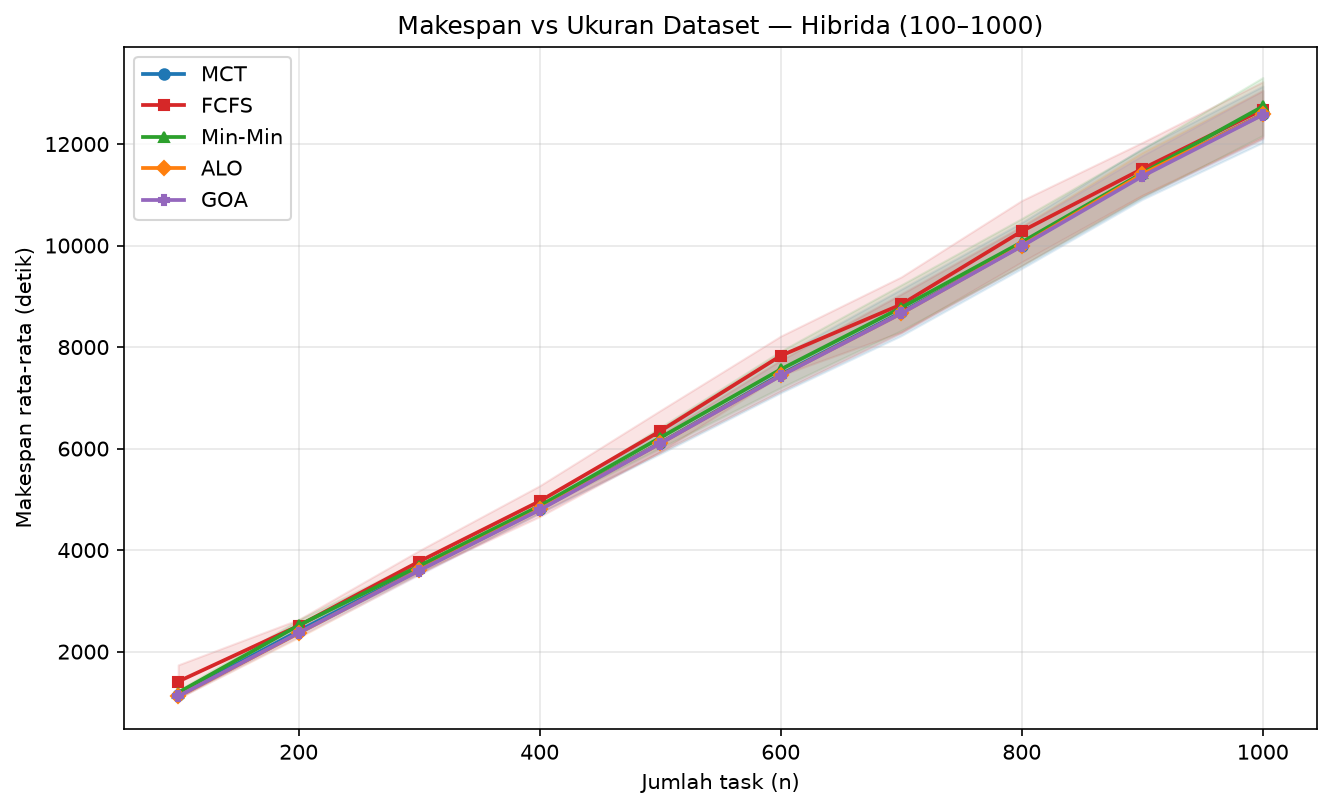 Makespan vs Ukuran Dataset — Hibrida (100–1000)
MCT
FCFS
Min-Min
ALO
GOA
Makespan rata-rata (detik)
12000
10000
8000
6000
4000
2000
200 400 600 800 1000
Jumlah task (n)